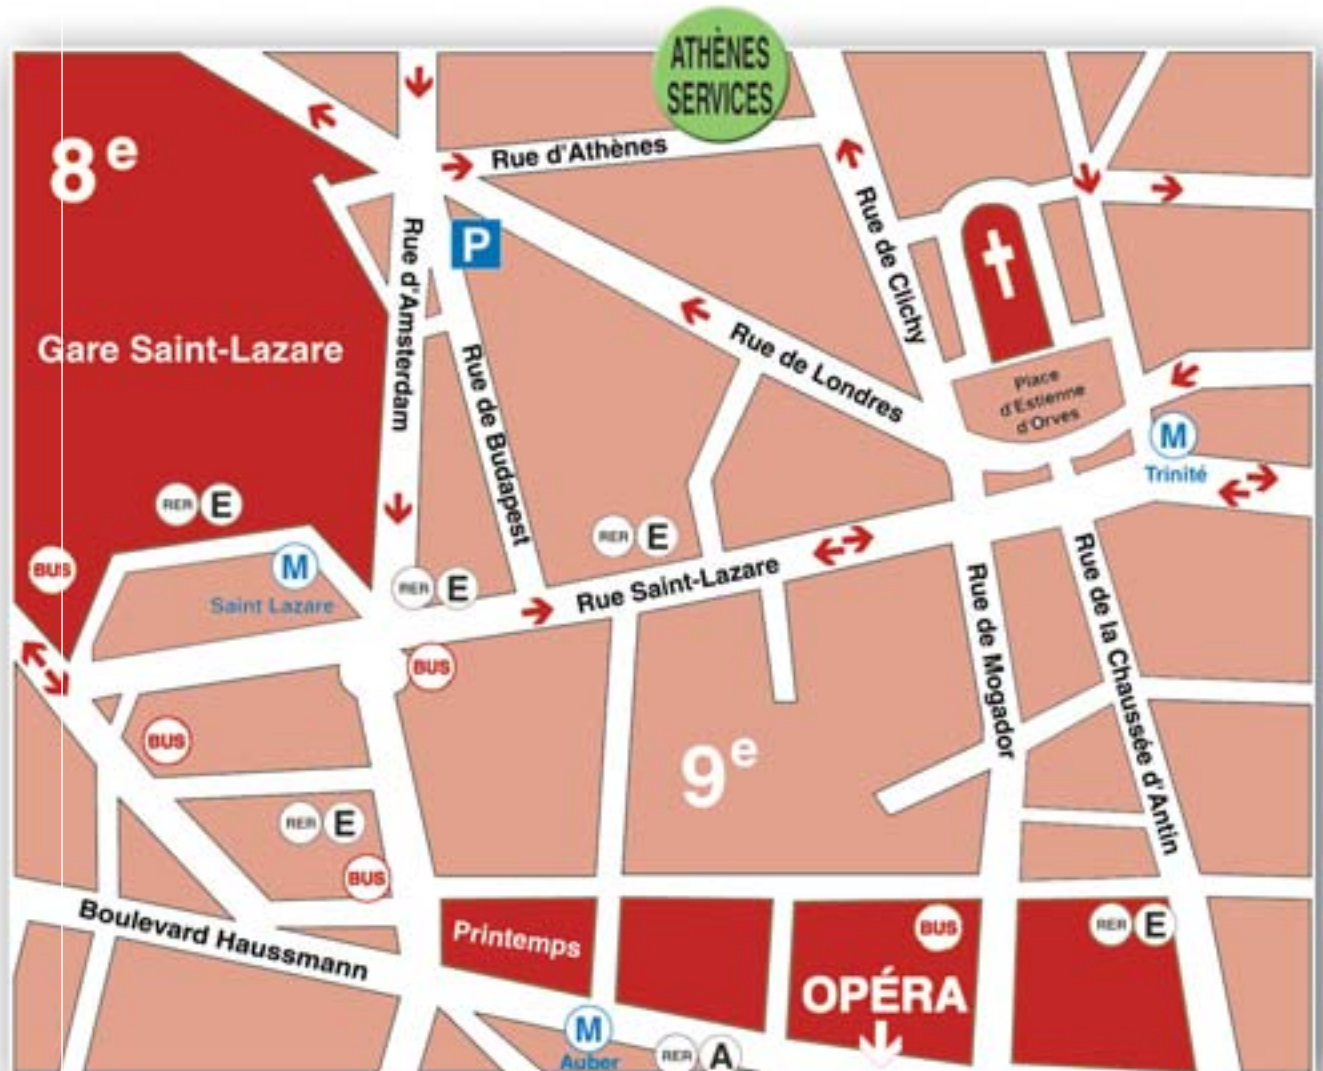 ATHÈNES
SERVICES
8e
Rue d'Athènes
P
Rue d'Amsterdam
Rue de Clichy
Gare Saint-Lazare
Rue de Londres
Rue de Budapest
Place
d'Estienne
d'Orves
M
Trinité
RER E
BUS
M
Saint Lazare
RER E
RER E
Rue Saint-Lazare
Rue de Mogador
Rue de la Chaussée d'Antin
BUS
BUS
9e
RER E
BUS
Boulevard Haussmann
Printemps
BUS
RER E
OPÉRA
M
Auber
RER A